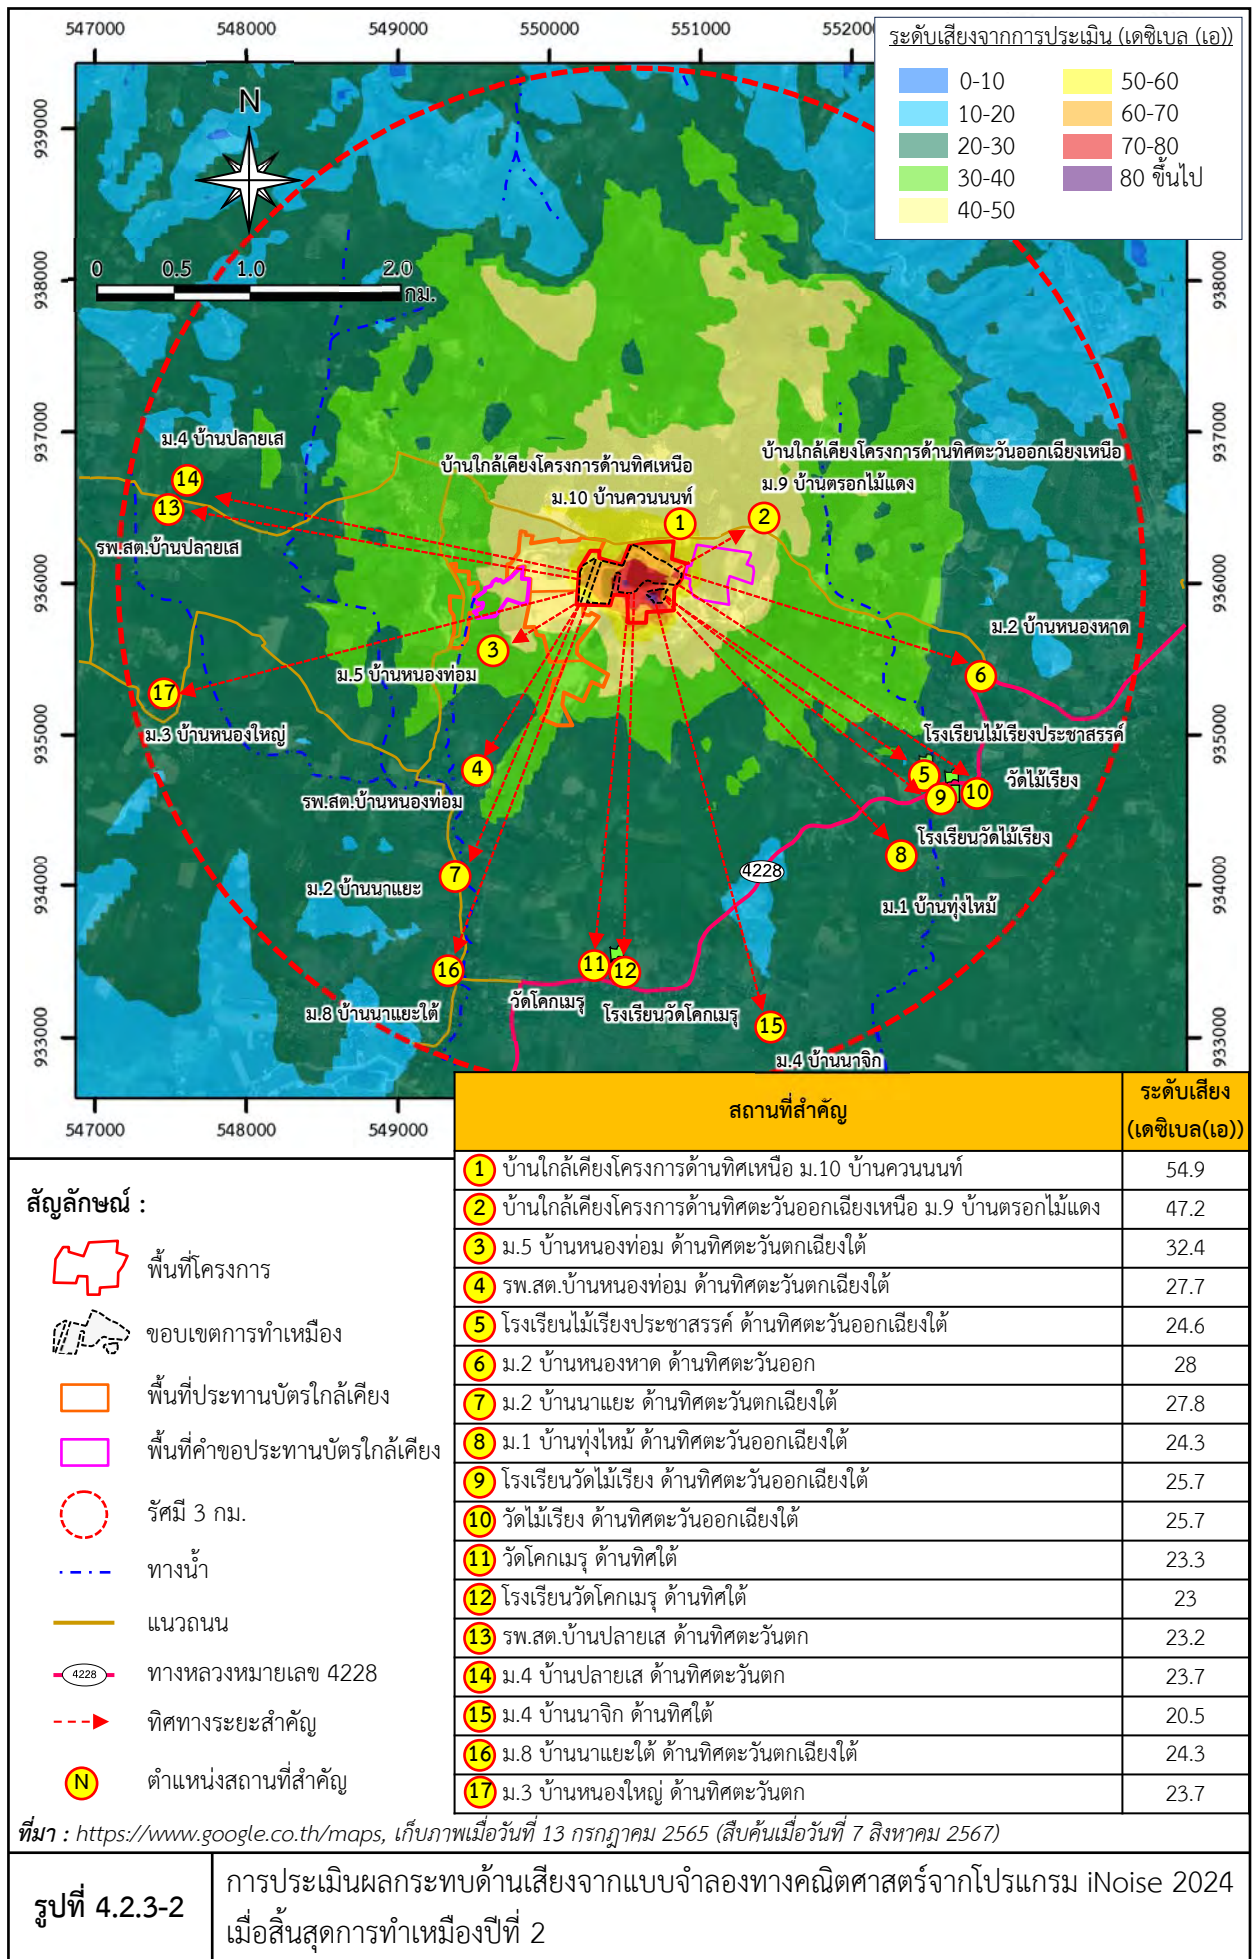 547000 548000 549000 550000 551000 552000
ระดับเสียงจากการประเมิน (เดซิเบล (เอ))
0-10 50-60
10-20 60-70
20-30 70-80
30-40 80 ขึ้นไป
40-50
939000
938000
937000
936000
935000
934000
933000
938000
937000
936000
935000
934000
933000
N
0 0.5 1.0 2.0
กม.
ม.4 บ้านปลายเส
14
13
รพ.สต.บ้านปลายเส
บ้านใกล้เคียงโครงการด้านทิศเหนือ
ม.10 บ้านควนนนท์
1
บ้านใกล้เคียงโครงการด้านทิศตะวันออกเฉียงเหนือ
ม.9 บ้านตรอกไม้แดง
2
ม.2 บ้านหนองหาด
6
3
ม.5 บ้านหนองท่อม
17
ม.3 บ้านหนองใหญ่
4
รพ.สต.บ้านหนองท่อม
โรงเรียนไม้เรียงประชาสรรค์
5
9
10
วัดไม้เรียง
โรงเรียนวัดไม้เรียง
8
4228
ม.1 บ้านทุ่งไหม้
7
ม.2 บ้านนาแยะ
16
ม.8 บ้านนาแยะใต้
11
12
วัดโคกเมรุ
โรงเรียนวัดโคกเมรุ
15
ม.4 บ้านนาจิก
547000 548000 549000
สถานที่สำคัญ ระดับเสียง
(เดซิเบล(เอ))
1 บ้านใกล้เคียงโครงการด้านทิศเหนือ ม.10 บ้านควนนนท์ 54.9
2 บ้านใกล้เคียงโครงการด้านทิศตะวันออกเฉียงเหนือ ม.9 บ้านตรอกไม้แดง 47.2
3 ม.5 บ้านหนองท่อม ด้านทิศตะวันตกเฉียงใต้ 32.4
4 รพ.สต.บ้านหนองท่อม ด้านทิศตะวันตกเฉียงใต้ 27.7
5 โรงเรียนไม้เรียงประชาสรรค์ ด้านทิศตะวันออกเฉียงใต้ 24.6
6 ม.2 บ้านหนองหาด ด้านทิศตะวันออก 28
7 ม.2 บ้านนาแยะ ด้านทิศตะวันตกเฉียงใต้ 27.8
8 ม.1 บ้านทุ่งไหม้ ด้านทิศตะวันออกเฉียงใต้ 24.3
9 โรงเรียนวัดไม้เรียง ด้านทิศตะวันออกเฉียงใต้ 25.7
10 วัดไม้เรียง ด้านทิศตะวันออกเฉียงใต้ 25.7
11 วัดโคกเมรุ ด้านทิศใต้ 23.3
12 โรงเรียนวัดโคกเมรุ ด้านทิศใต้ 23
13 รพ.สต.บ้านปลายเส ด้านทิศตะวันตก 23.2
14 ม.4 บ้านปลายเส ด้านทิศตะวันตก 23.7
15 ม.4 บ้านนาจิก ด้านทิศใต้ 20.5
16 ม.8 บ้านนาแยะใต้ ด้านทิศตะวันตกเฉียงใต้ 24.3
17 ม.3 บ้านหนองใหญ่ ด้านทิศตะวันตก 23.7
สัญลักษณ์ :
พื้นที่โครงการ
ขอบเขตการทำเหมือง
พื้นที่ประทานบัตรใกล้เคียง
พื้นที่คำขอประทานบัตรใกล้เคียง
รัศมี 3 กม.
ทางน้ำ
แนวถนน
4228 ทางหลวงหมายเลข 4228
ทิศทางระยะสำคัญ
N ตำแหน่งสถานที่สำคัญ
ที่มา : https://www.google.co.th/maps, เก็บภาพเมื่อวันที่ 13 กรกฎาคม 2565 (สืบค้นเมื่อวันที่ 7 สิงหาคม 2567)
รูปที่ 4.2.3-2
การประเมินผลกระทบด้านเสียงจากแบบจำลองทางคณิตศาสตร์จากโปรแกรม iNoise 2024
เมื่อสิ้นสุดการทำเหมืองปีที่ 2